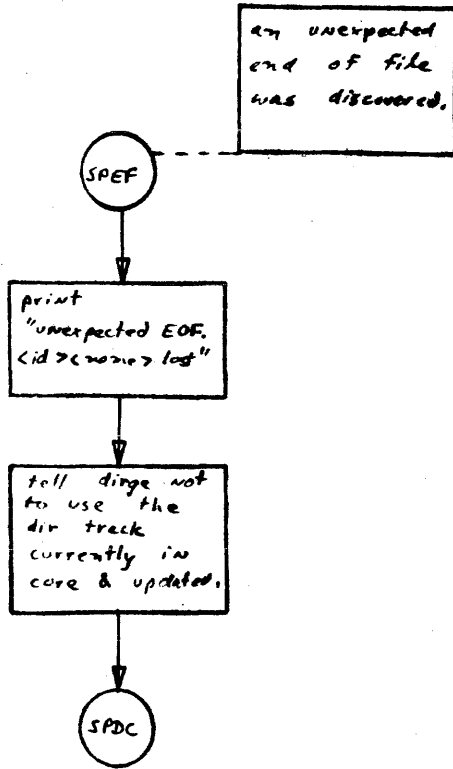 an unexpected
end of file
was discovered.
SPEF
print
"unexpected EOF.
<id><name> lost"
tell dirge not
to use the
dir track
currently in
core & updated.
SPDC